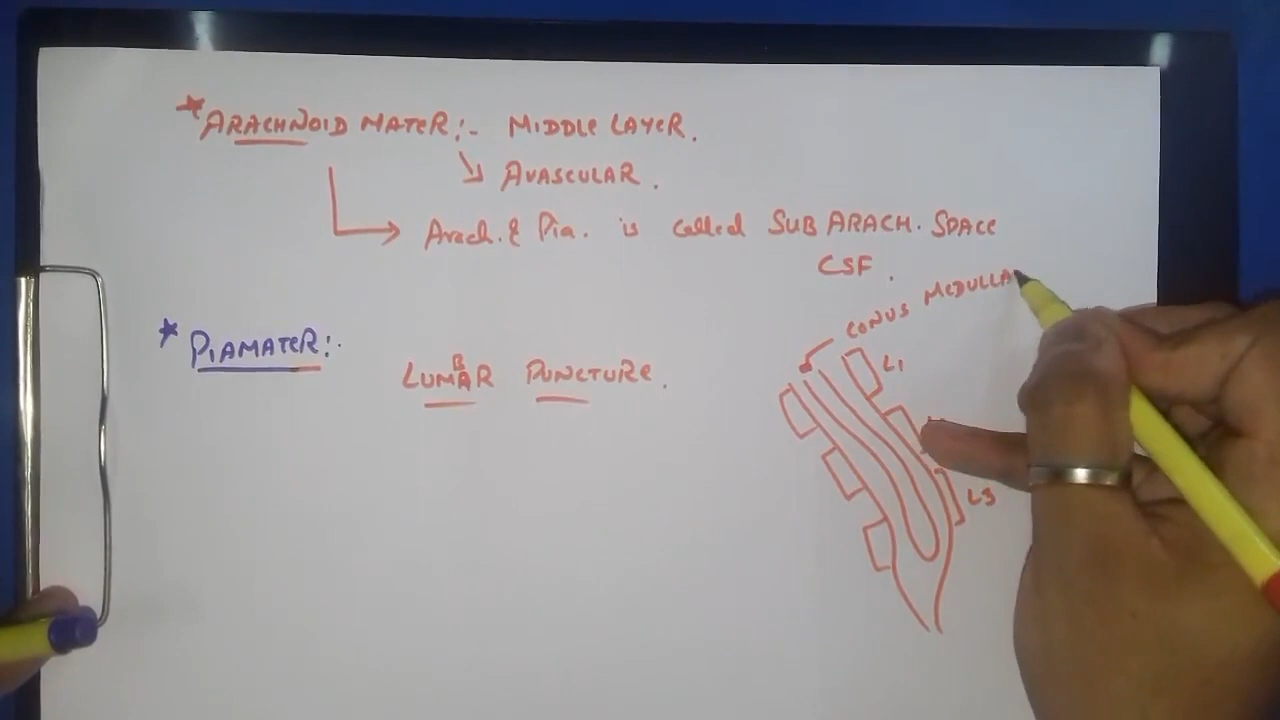 *ARACHNOID MATER:- MIDDLE LAYER.
AVASCULAR.
Arach. & Pia. is called SUB ARACH. SPACE
CSF.
CONUS MEDULLA
*PIAMATER:-
LUMBAR PUNCTURE.
L1
L3